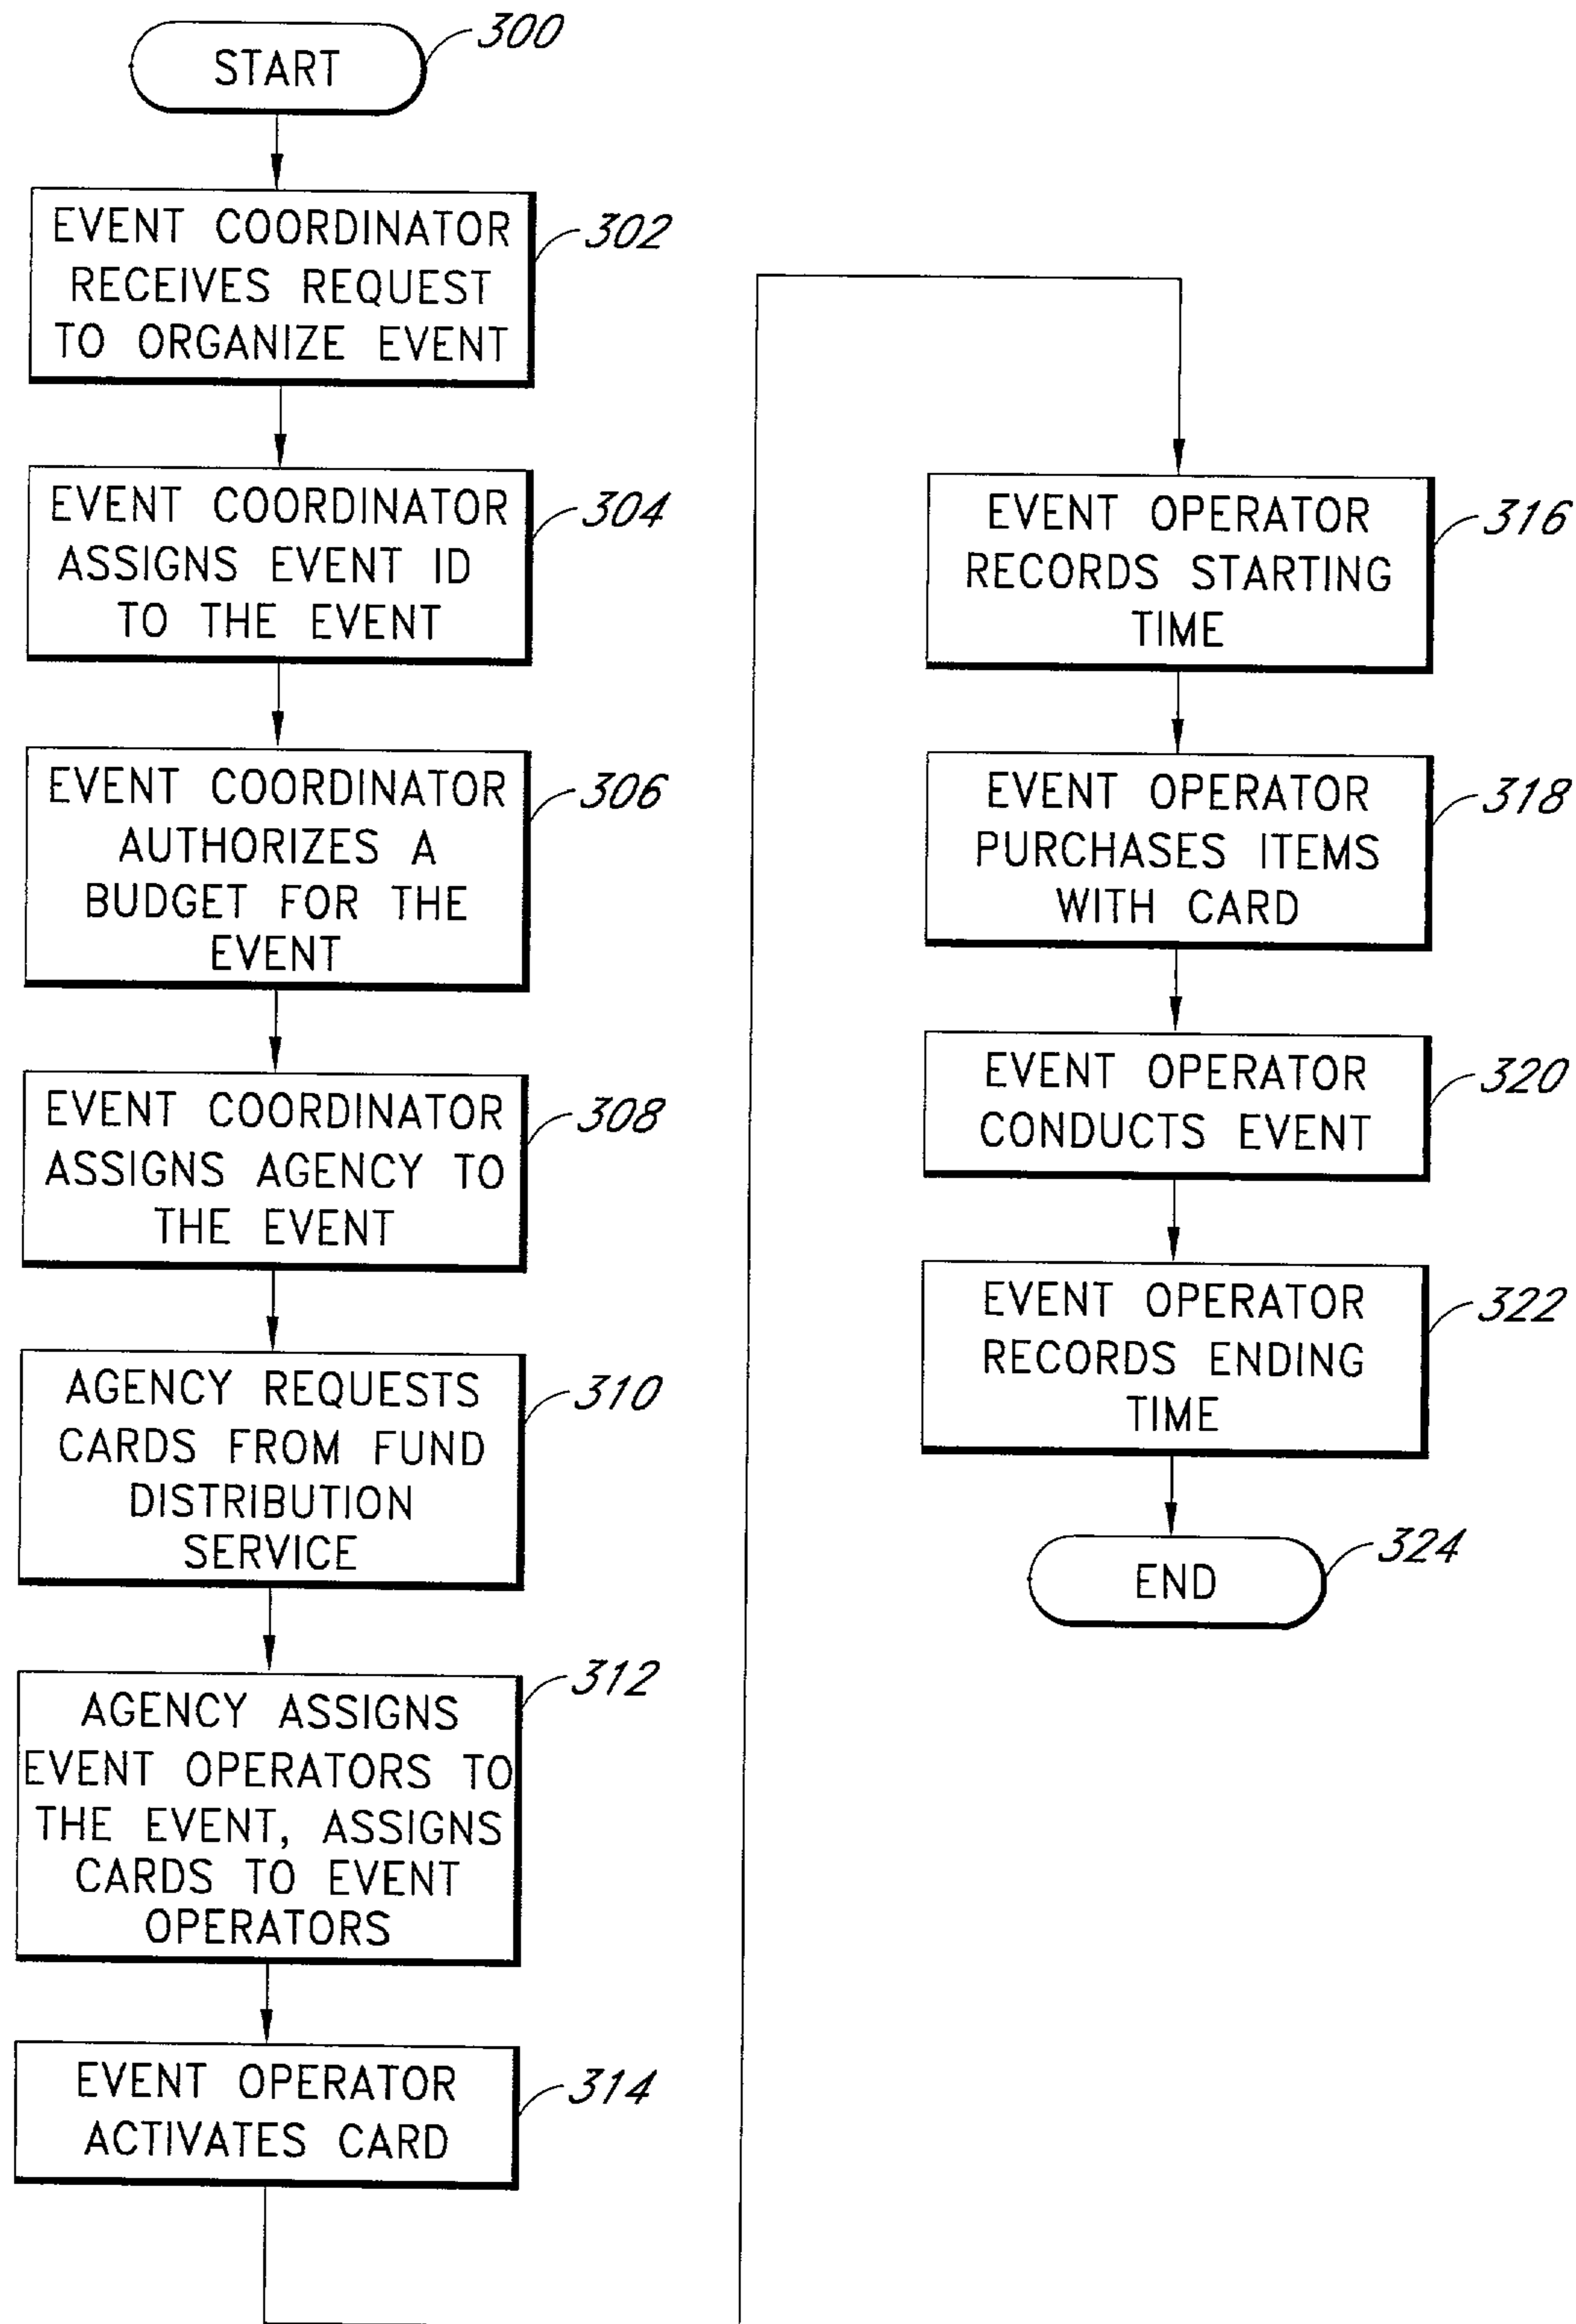 START
300
EVENT COORDINATOR
RECEIVES REQUEST
TO ORGANIZE EVENT
302
EVENT COORDINATOR
ASSIGNS EVENT ID
TO THE EVENT
304
EVENT COORDINATOR
AUTHORIZES A
BUDGET FOR THE
EVENT
306
EVENT COORDINATOR
ASSIGNS AGENCY TO
THE EVENT
308
AGENCY REQUESTS
CARDS FROM FUND
DISTRIBUTION
SERVICE
310
AGENCY ASSIGNS
EVENT OPERATORS TO
THE EVENT, ASSIGNS
CARDS TO EVENT
OPERATORS
312
EVENT OPERATOR
ACTIVATES CARD
314
EVENT OPERATOR
RECORDS STARTING
TIME
316
EVENT OPERATOR
PURCHASES ITEMS
WITH CARD
318
EVENT OPERATOR
CONDUCTS EVENT
320
EVENT OPERATOR
RECORDS ENDING
TIME
322
END
324